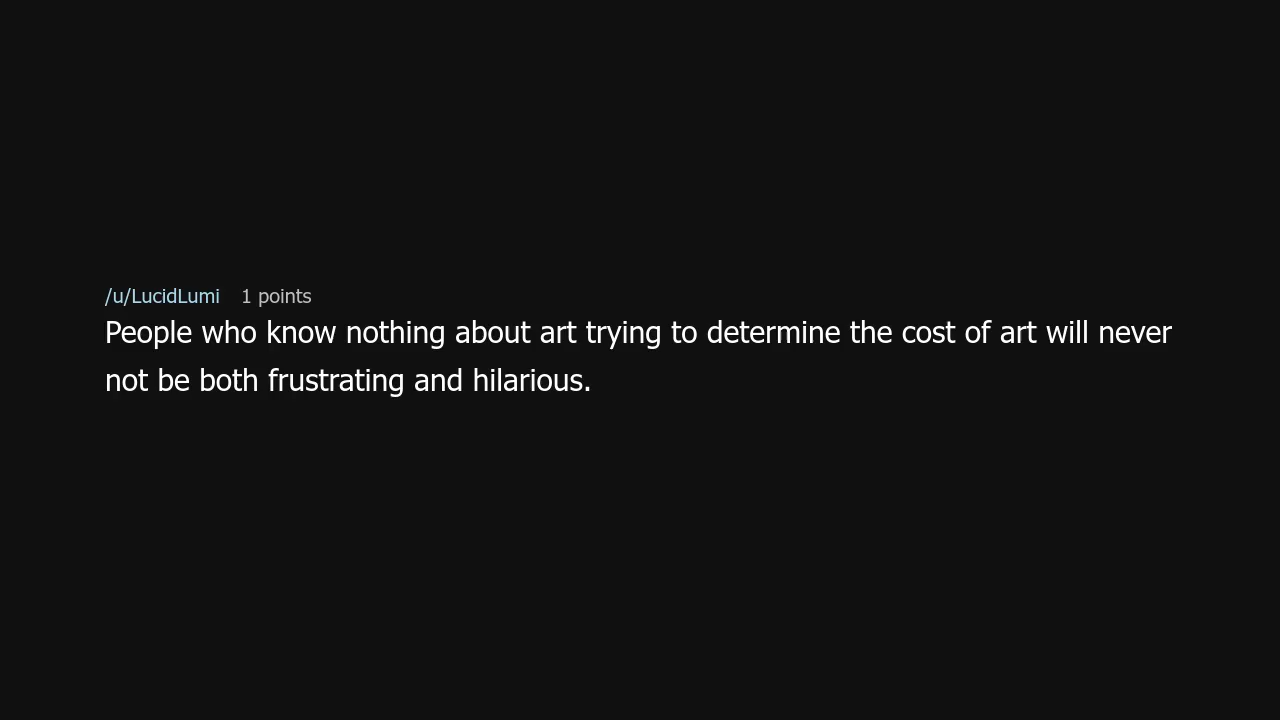 /u/LucidLumi 1 points
People who know nothing about art trying to determine the cost of art will never
not be both frustrating and hilarious.